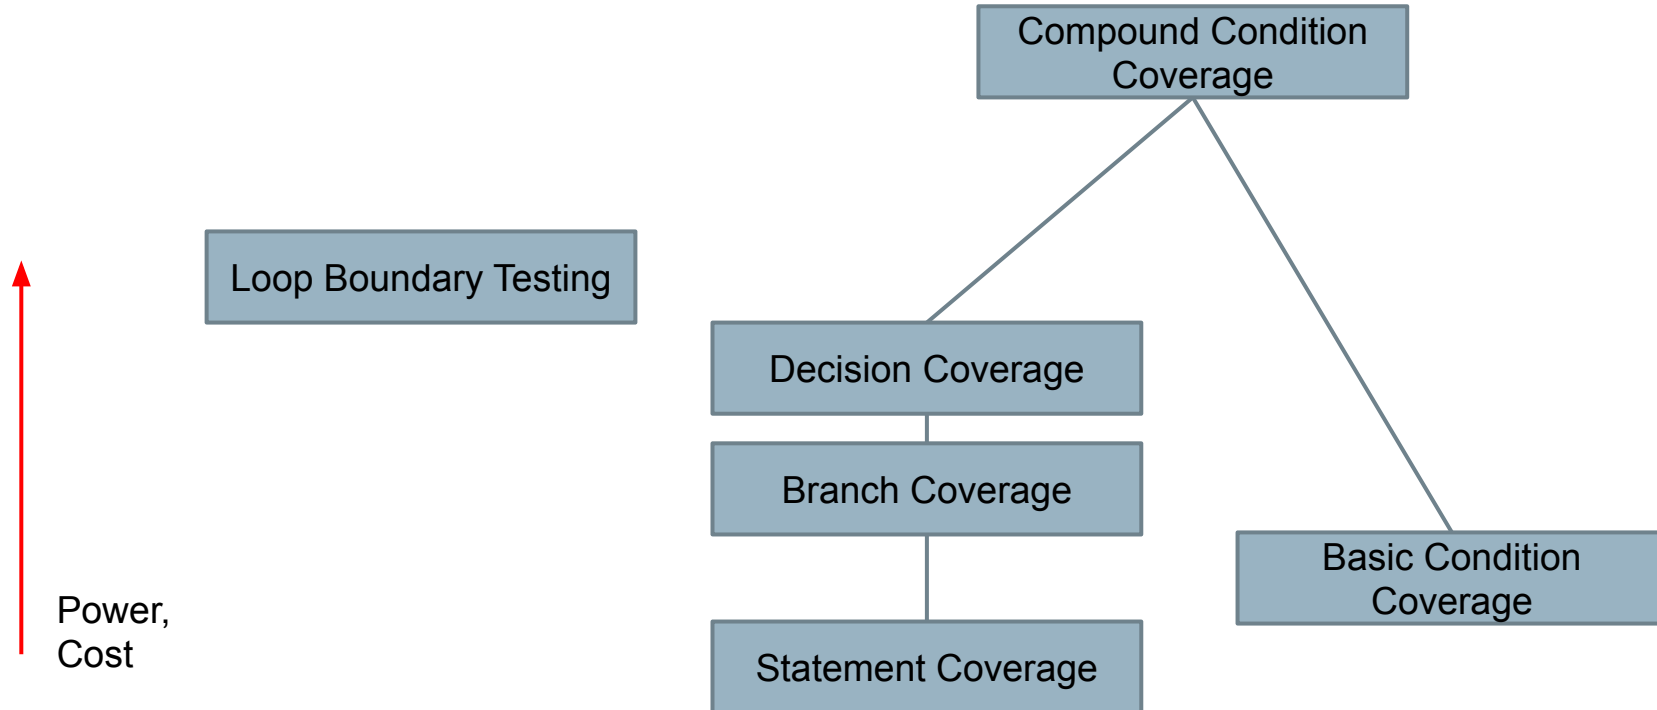 Compound Condition
Coverage
Loop Boundary Testing
Decision Coverage
Branch Coverage
Basic Condition
Coverage
Power,
Cost
Statement Coverage